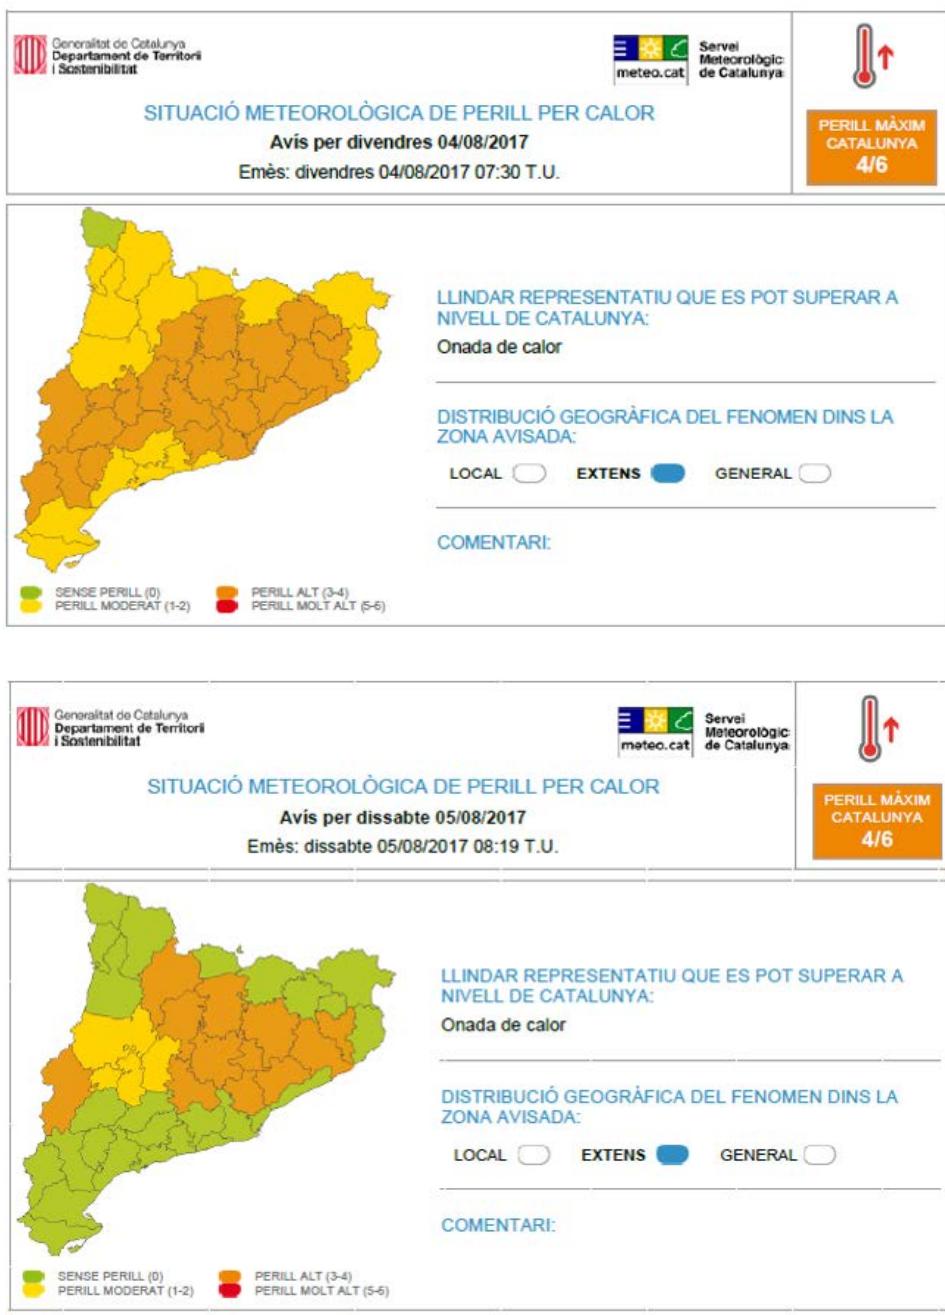 Generalitat de Catalunya
Departament de Territori
i Sostenibilitat
meteo.cat
Servei
Meteorològic
de Catalunya
SITUACIÓ METEOROLÒGICA DE PERILL PER CALOR
Avís per divendres 04/08/2017
Emès: divendres 04/08/2017 07:30 T.U.
PERILL MÀXIM
CATALUNYA
4/6
LLINDAR REPRESENTATIU QUE ES POT SUPERAR A
NIVELL DE CATALUNYA:
Onada de calor
DISTRIBUCIÓ GEOGRÀFICA DEL FENOMEN DINS LA
ZONA AVISADA:
LOCAL EXTENS GENERAL
COMENTARI:
SENSE PERILL (0) PERILL ALT (3-4)
PERILL MODERAT (1-2) PERILL MOLT ALT (5-6)
Generalitat de Catalunya
Departament de Territori
i Sostenibilitat
meteo.cat
Servei
Meteorològic
de Catalunya
SITUACIÓ METEOROLÒGICA DE PERILL PER CALOR
Avís per dissabte 05/08/2017
Emès: dissabte 05/08/2017 08:19 T.U.
PERILL MÀXIM
CATALUNYA
4/6
LLINDAR REPRESENTATIU QUE ES POT SUPERAR A
NIVELL DE CATALUNYA:
Onada de calor
DISTRIBUCIÓ GEOGRÀFICA DEL FENOMEN DINS LA
ZONA AVISADA:
LOCAL EXTENS GENERAL
COMENTARI:
SENSE PERILL (0) PERILL ALT (3-4)
PERILL MODERAT (1-2) PERILL MOLT ALT (5-6)